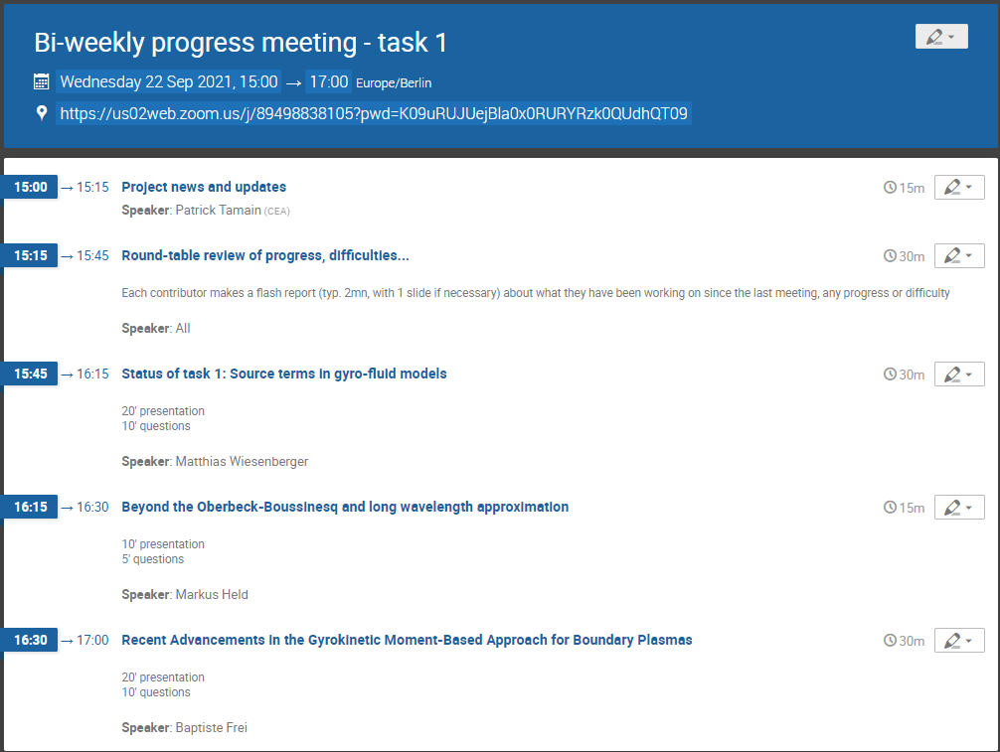 Bi-weekly progress meeting - task 1
Wednesday 22 Sep 2021, 15:00 → 17:00 Europe/Berlin
https://us02web.zoom.us/j/89498838105?pwd=K09uRUJUejBla0x0RURYRzk0QUdhQT09
15:00 → 15:15 Project news and updates 15m
Speaker: Patrick Tamain (CEA)
15:15 → 15:45 Round-table review of progress, difficulties... 30m
Each contributor makes a flash report (typ. 2mn, with 1 slide if necessary) about what they have been working on since the last meeting, any progress or difficulty
Speaker: All
15:45 → 16:15 Status of task 1: Source terms in gyro-fluid models 30m
20' presentation
10' questions
Speaker: Matthias Wiesenberger
16:15 → 16:30 Beyond the Oberbeck-Boussinesq and long wavelength approximation 15m
10' presentation
5' questions
Speaker: Markus Held
16:30 → 17:00 Recent Advancements in the Gyrokinetic Moment-Based Approach for Boundary Plasmas 30m
20' presentation
10' questions
Speaker: Baptiste Frei